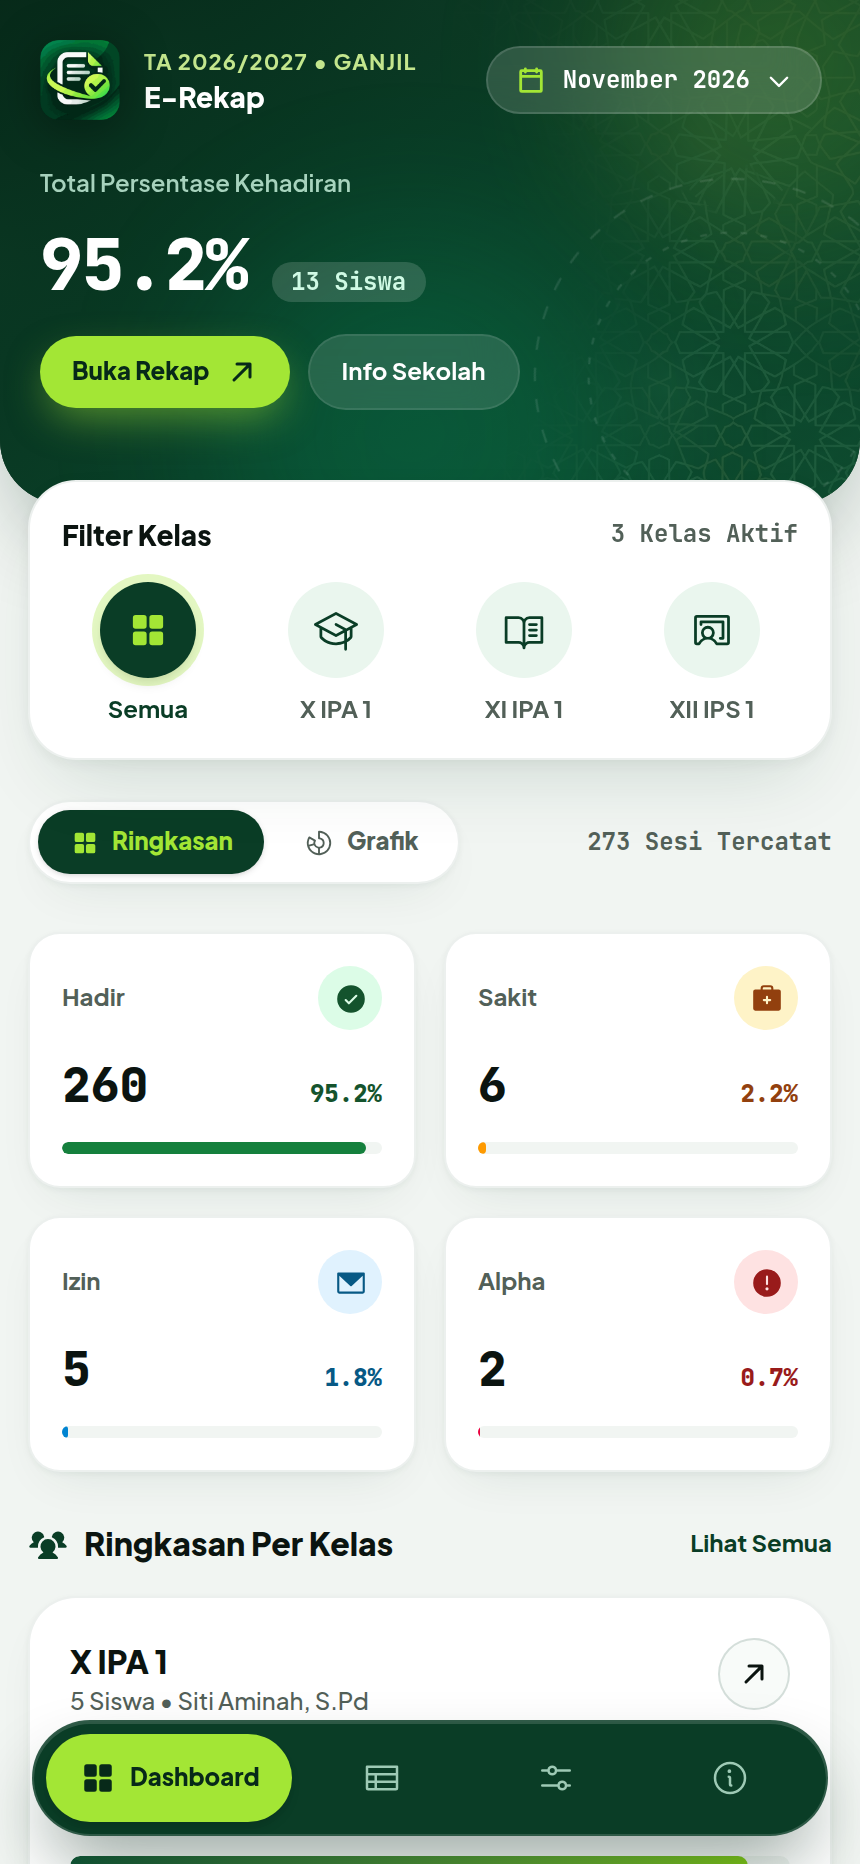 TA 2026/2027 • GANJIL
E-Rekap
November 2026
Total Persentase Kehadiran
95.2%
13 Siswa
Buka Rekap
Info Sekolah
Filter Kelas
3 Kelas Aktif
Semua
X IPA 1
XI IPA 1
XII IPS 1
Ringkasan
Grafik
273 Sesi Tercatat
Hadir
260
95.2%
Sakit
6
2.2%
Izin
5
1.8%
Alpha
2
0.7%
Ringkasan Per Kelas
Lihat Semua
X IPA 1
5 Siswa • Siti Aminah, S.Pd
Dashboard